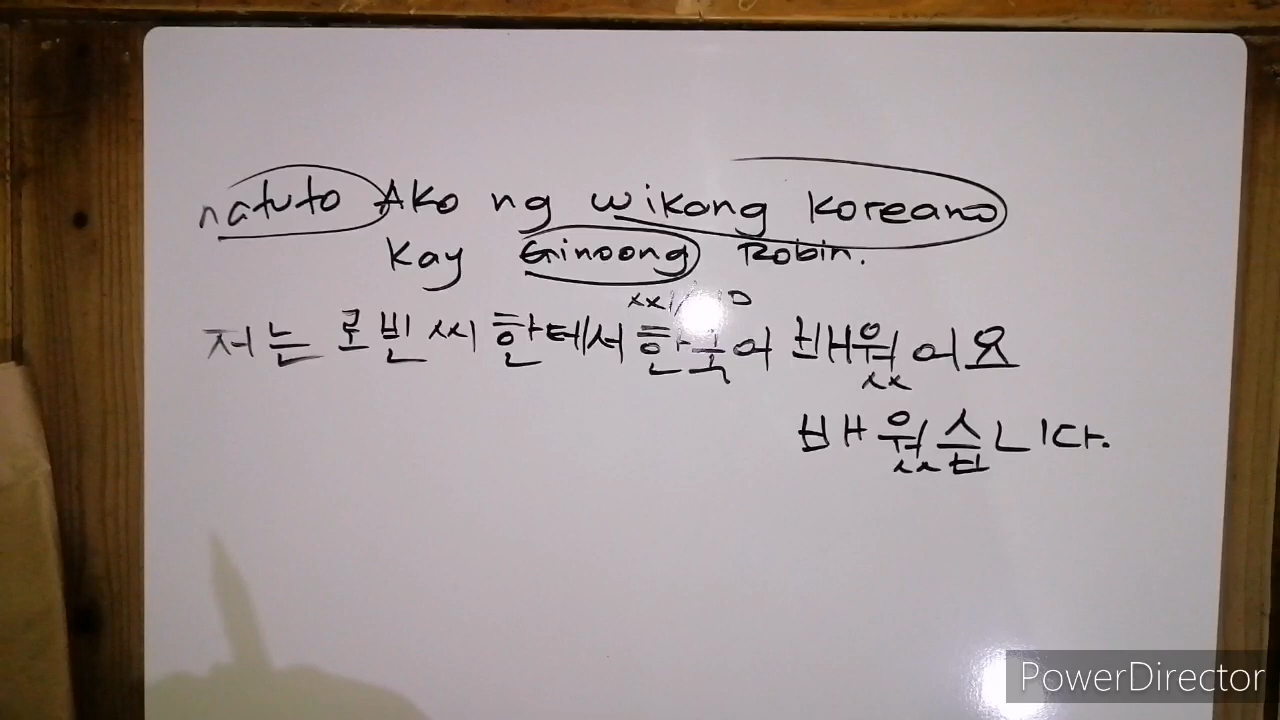 natuto Ako ng wikang Koreano
Kay Ginoong Robin.
저는 로빈씨 한테서 한국어 배웠어요
배웠습니다.
PowerDirector